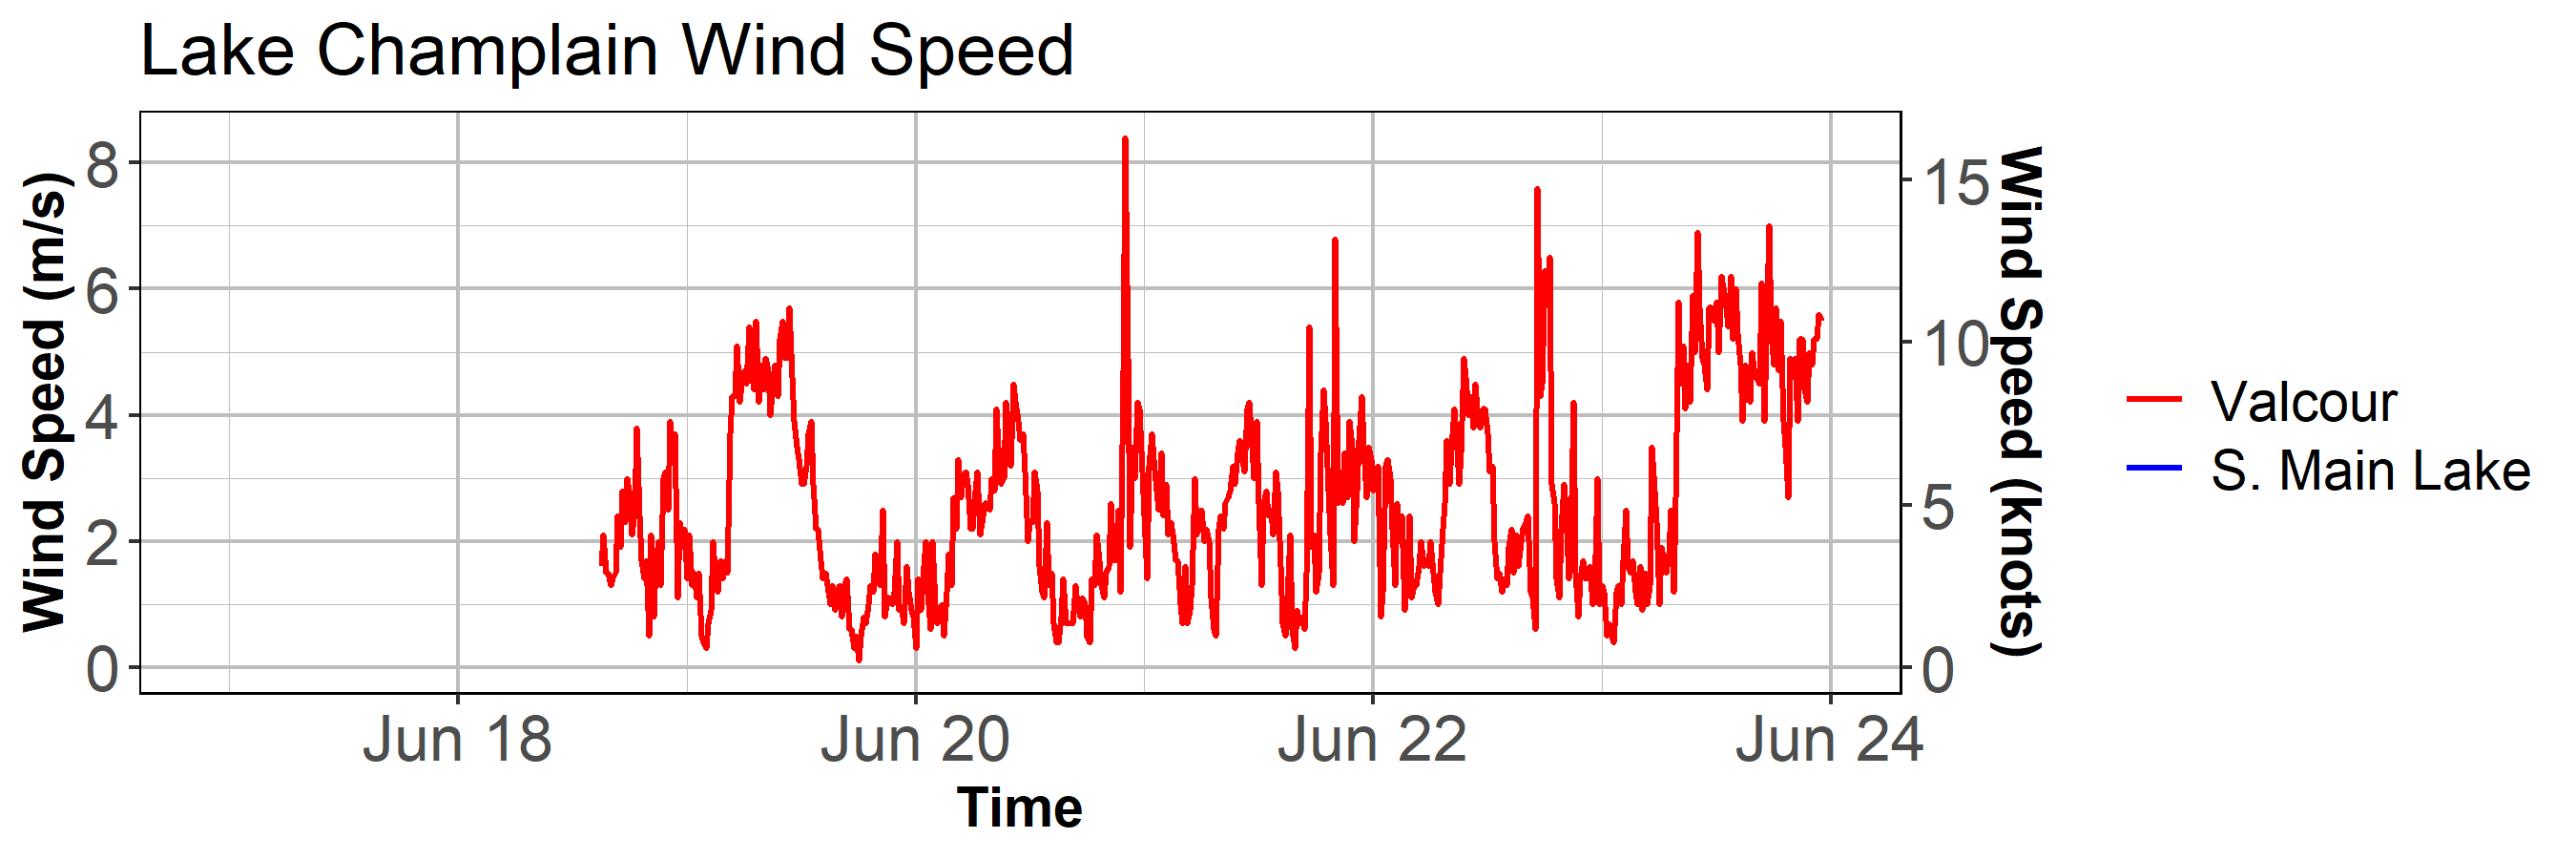 Lake Champlain Wind Speed
Wind Speed (m/s)
8
6
4
2
0
15
10
5
0
Wind Speed (knots)
Jun 18
Jun 20
Jun 22
Jun 24
Time
Valcour
S. Main Lake